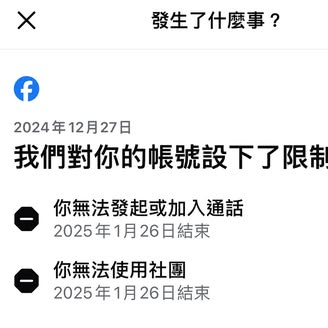 發生了什麼事？
2024年12月27日
我們對你的帳號設下了限制
你無法發起或加入通話
2025年1月26日結束
你無法使用社團
2025年1月26日結束